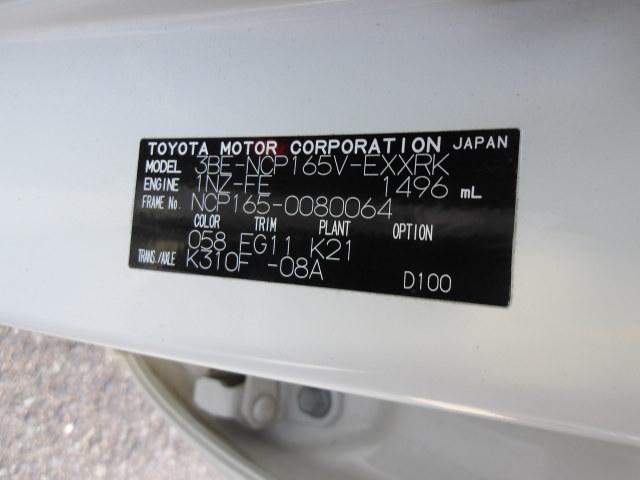 TOYOTA MOTOR CORPORATION JAPAN
MODEL 3BE-NCP165V-EXXRK
ENGINE 1NZ-FE 1496 mL
FRAME No. NCP165-0080064
COLOR TRIM PLANT OPTION
058 FG11 K21
TRANS./AXLE K310F -08A
D100